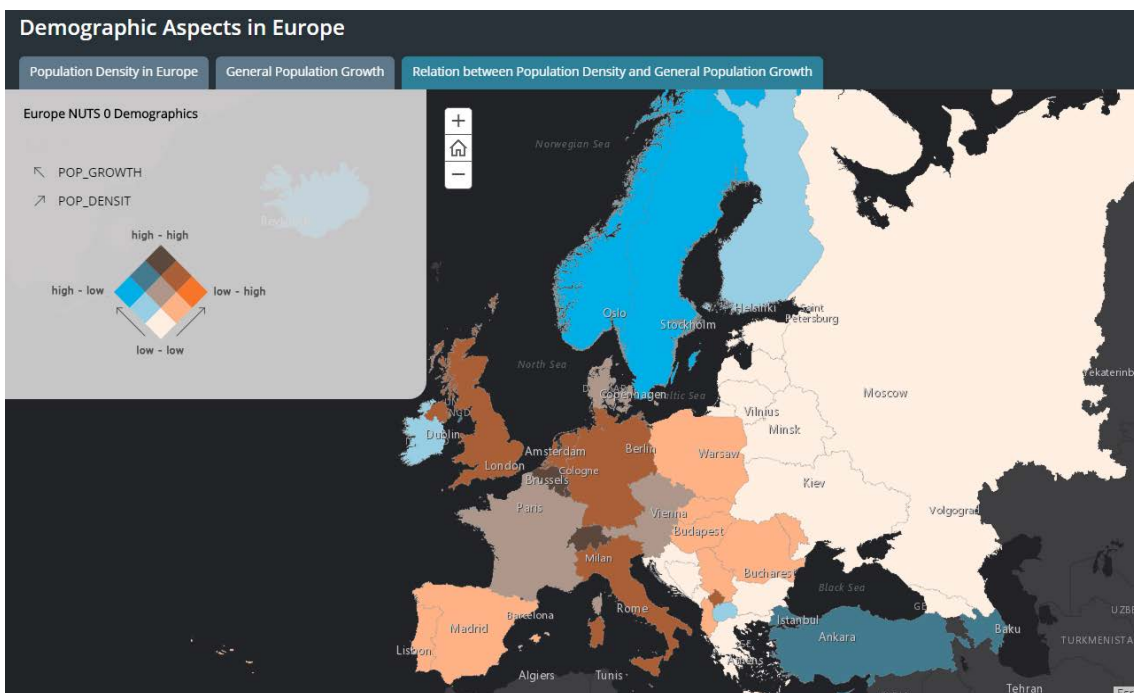 Demographic Aspects in Europe
Population Density in Europe
General Population Growth
Relation between Population Density and General Population Growth
Europe NUTS 0 Demographics
POP_GROWTH
POP_DENSIT
high - high
high - low
low - high
low - low
+
−
Norwegian Sea
Oslo
Stockholm
Helsinki
Saint
Petersburg
North Sea
Copenhagen
Moscow
Vilnius
Minsk
Dublin
London
Amsterdam
Berlin
Warsaw
Cologne
Brussels
Kiev
Paris
Vienna
Volgograd
Budapest
Milan
Bucharest
Black Sea
Rome
Barcelona
Madrid
Lisbon
Istanbul
Ankara
Baku
Athens
Algiers
Tunis
Tehran
UZBE
TURKMENISTA